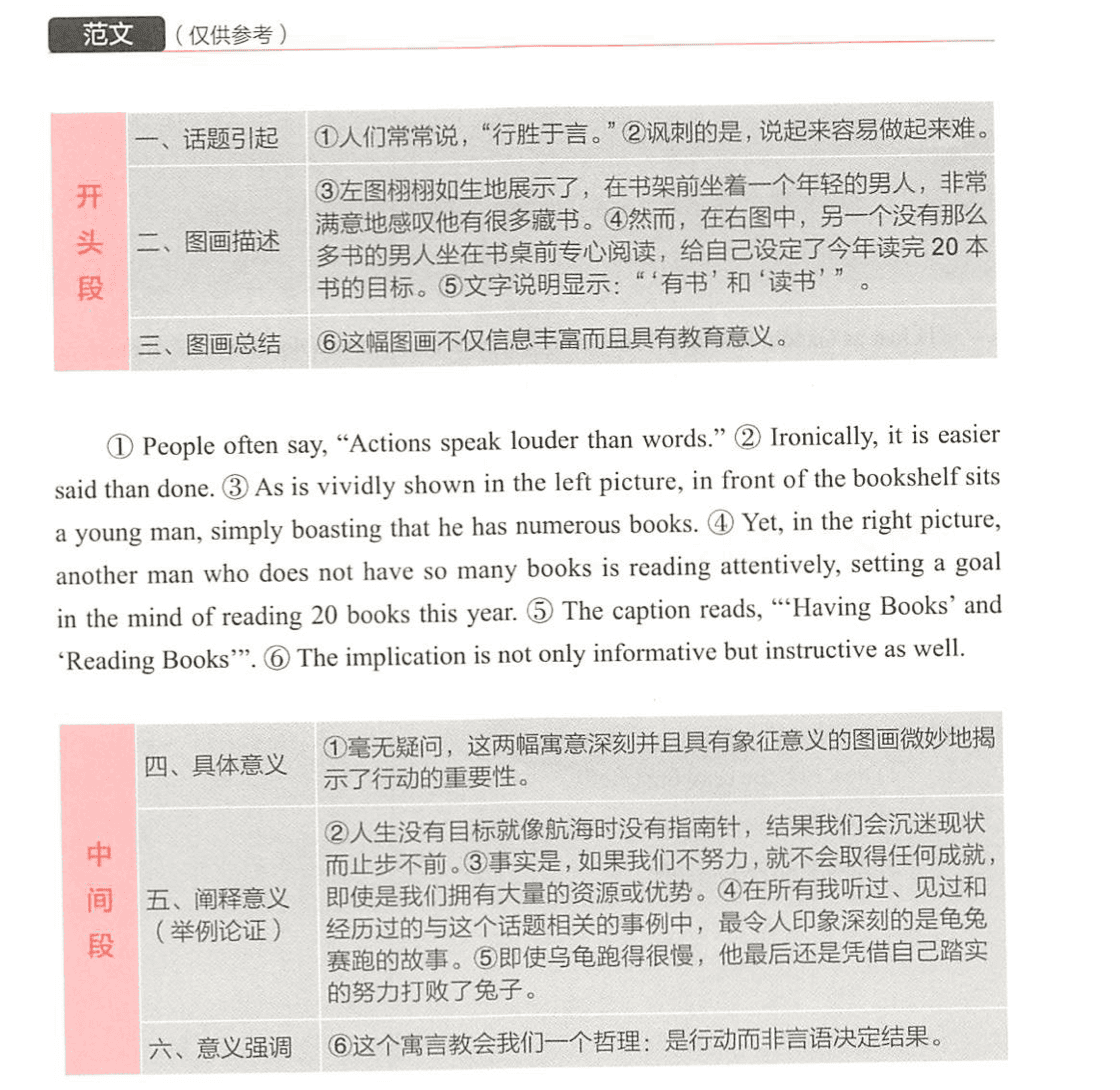 范文 （仅供参考）
开头段
一、话题引起
①人们常常说，“行胜于言。”②讽刺的是，说起来容易做起来难。
二、图画描述
③左图栩栩如生地展示了，在书架前坐着一个年轻的男人，非常
满意地感叹他有很多藏书。④然而，在右图中，另一个没有那么
多书的男人坐在书桌前专心阅读，给自己设定了今年读完 20 本
书的目标。⑤文字说明显示：“‘有书’和‘读书’”。
三、图画总结
⑥这幅图画不仅信息丰富而且具有教育意义。
① People often say, “Actions speak louder than words.” ② Ironically, it is easier
said than done. ③ As is vividly shown in the left picture, in front of the bookshelf sits
a young man, simply boasting that he has numerous books. ④ Yet, in the right picture,
another man who does not have so many books is reading attentively, setting a goal
in the mind of reading 20 books this year. ⑤ The caption reads, “‘Having Books’ and
‘Reading Books’”. ⑥ The implication is not only informative but instructive as well.
中间段
四、具体意义
①毫无疑问，这两幅寓意深刻并且具有象征意义的图画微妙地揭
示了行动的重要性。
五、阐释意义
（举例论证）
②人生没有目标就像航海时没有指南针，结果我们会沉迷现状
而止步不前。③事实是，如果我们不努力，就不会取得任何成就，
即使是我们拥有大量的资源或优势。④在所有我听过、见过和
经历过的与这个话题相关的事例中，最令人印象深刻的是龟兔
赛跑的故事。⑤即使乌龟跑得很慢，他最后还是凭借自己踏实
的努力打败了兔子。
六、意义强调
⑥这个寓言教会我们一个哲理：是行动而非言语决定结果。